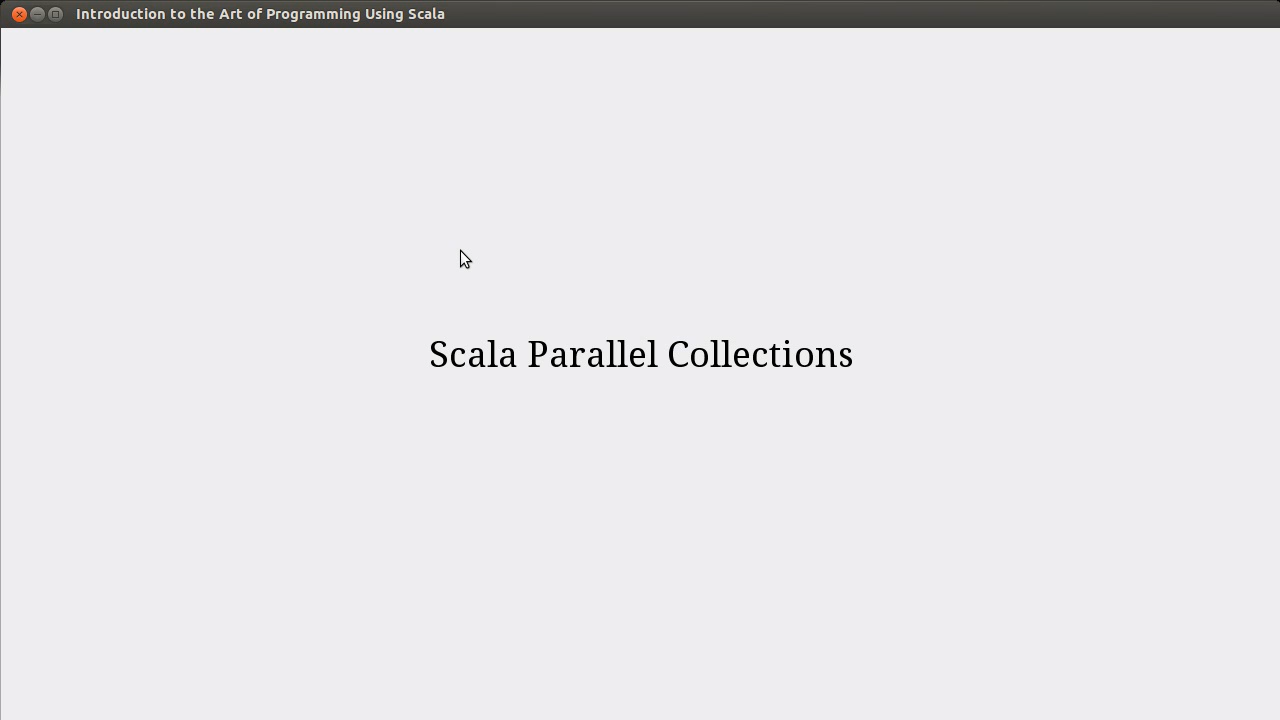 Introduction to the Art of Programming Using Scala
Scala Parallel Collections